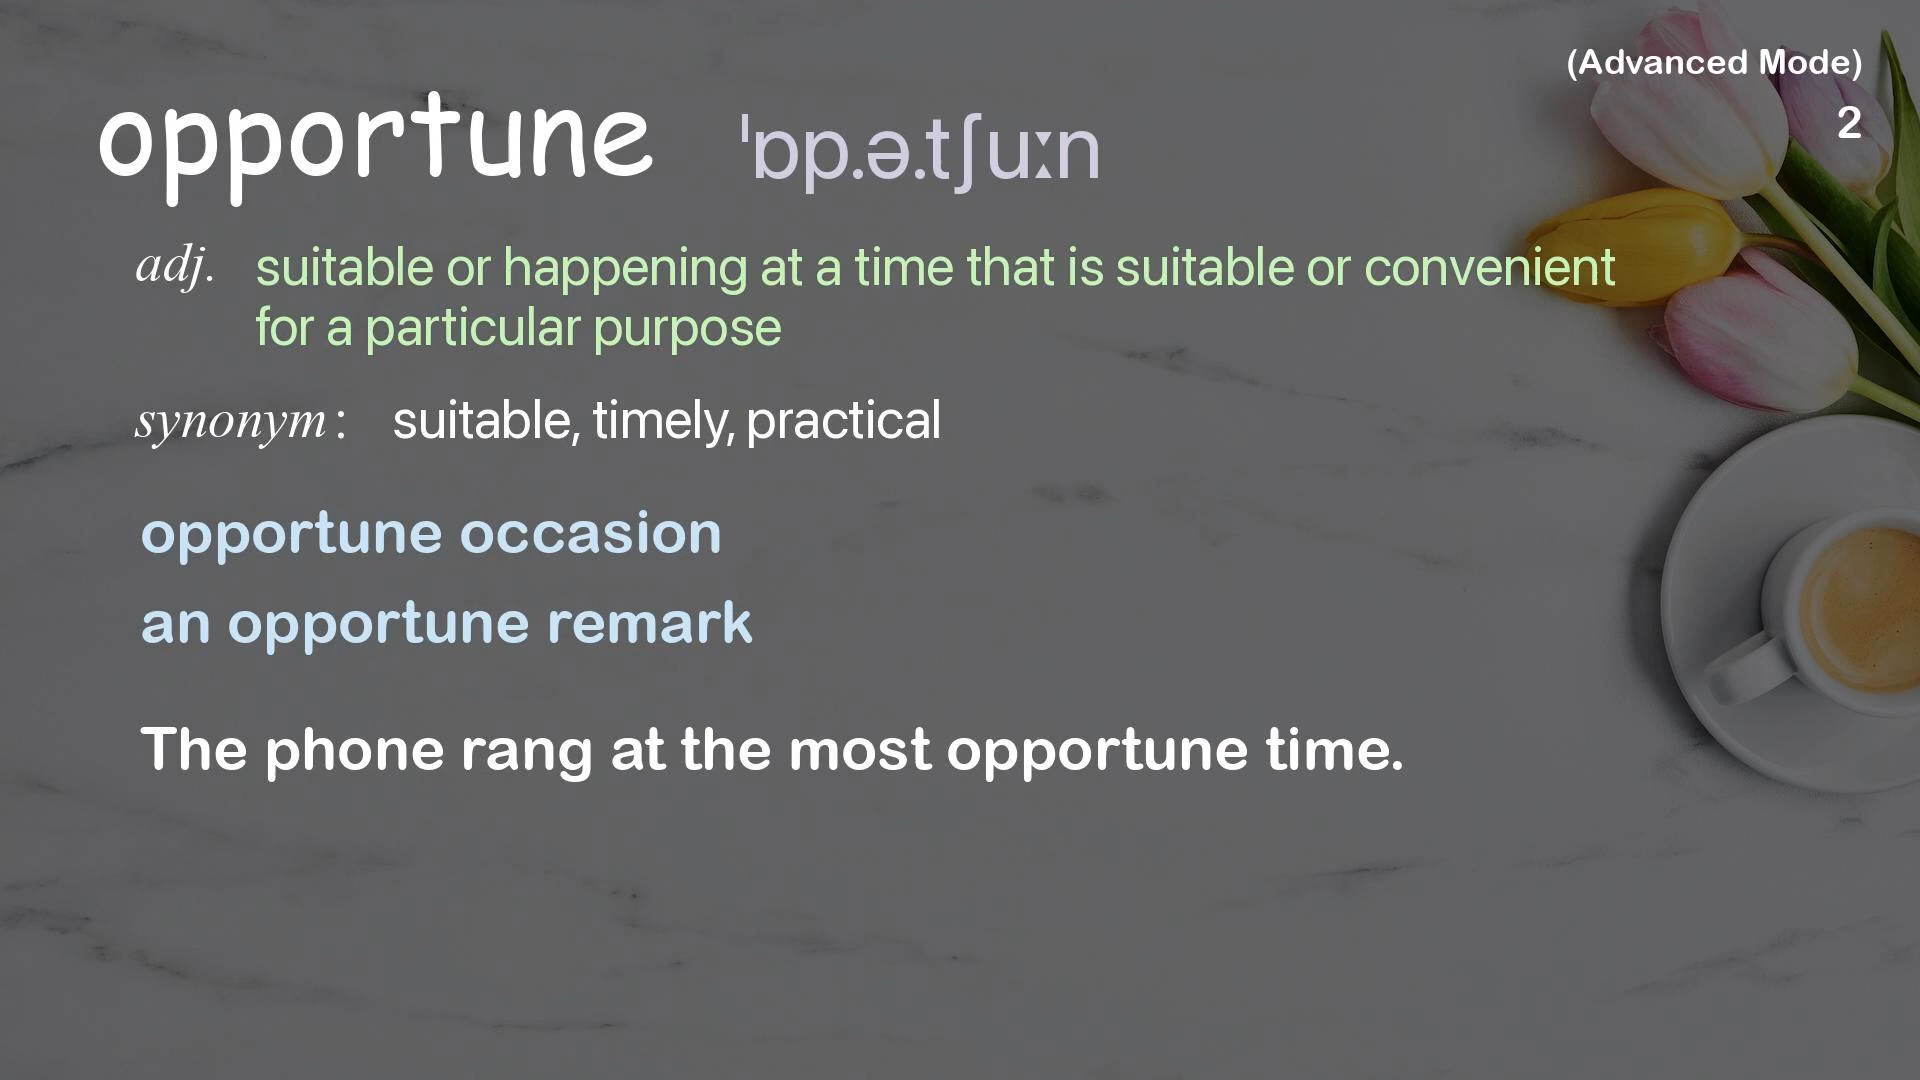 (Advanced Mode)
2
opportune ˈɒp.ə.tʃuːn
adj. suitable or happening at a time that is suitable or convenient
for a particular purpose
synonym: suitable, timely, practical
opportune occasion
an opportune remark
The phone rang at the most opportune time.